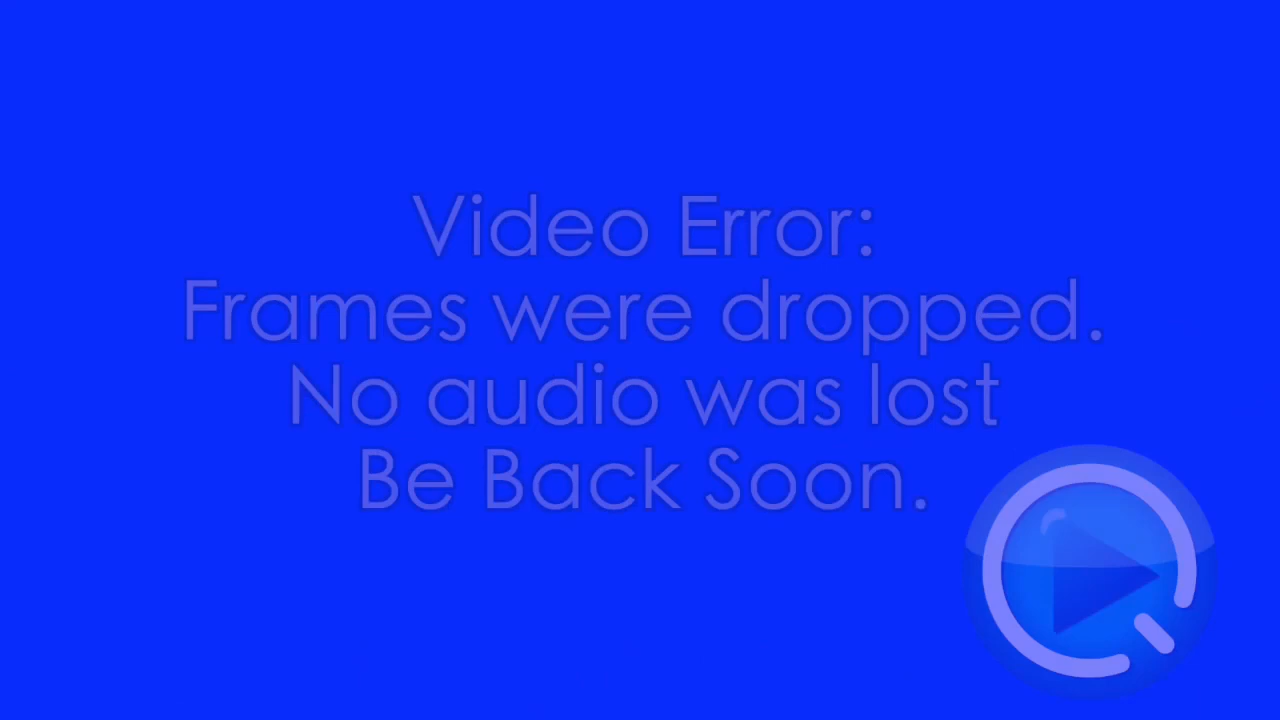 Video Error:
Frames were dropped.
No audio was lost
Be Back Soon.